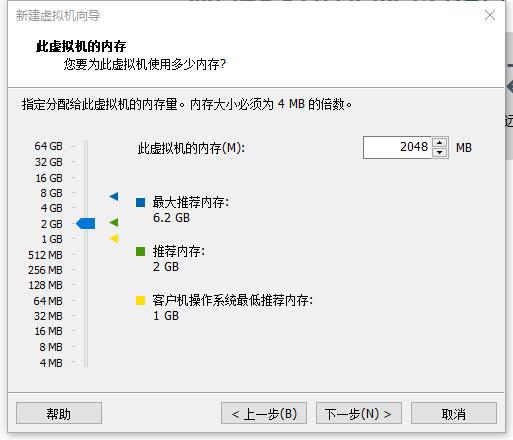 新建虚拟机向导
此虚拟机的内存
您要为此虚拟机使用多少内存?
指定分配给此虚拟机的内存量。内存大小必须为 4 MB 的倍数。
此虚拟机的内存(M):
2048 MB
64 GB
32 GB
16 GB
8 GB
4 GB
2 GB
1 GB
512 MB
256 MB
128 MB
64 MB
32 MB
16 MB
8 MB
4 MB
最大推荐内存:
6.2 GB
推荐内存:
2 GB
客户机操作系统最低推荐内存:
1 GB
帮助
< 上一步(B)
下一步(N) >
取消